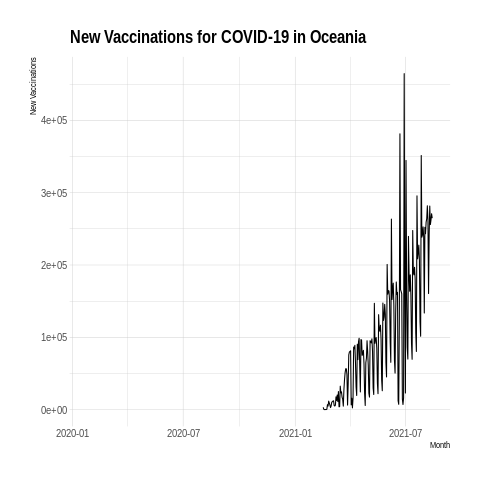 New Vaccinations for COVID-19 in Oceania
New Vaccinations
4e+05
3e+05
2e+05
1e+05
0e+00
2020-01 2020-07 2021-01 2021-07
Month